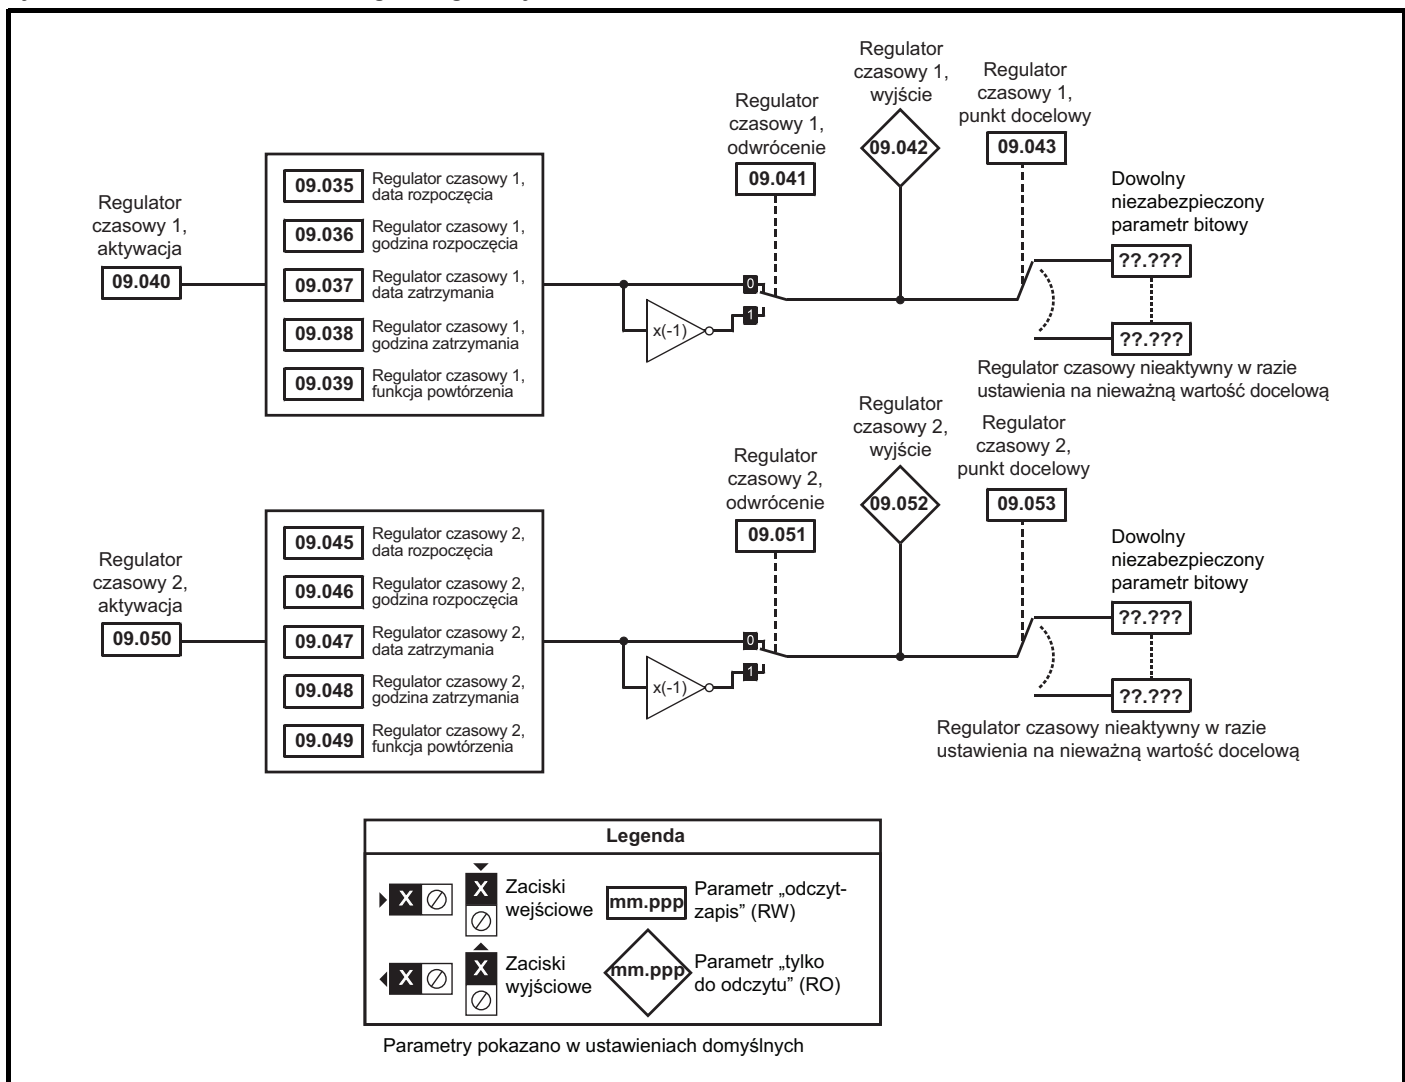 Regulator
czasowy 1,
aktywacja
09.040
09.035
Regulator czasowy 1,
data rozpoczęcia
09.036
Regulator czasowy 1,
godzina rozpoczęcia
09.037
Regulator czasowy 1,
data zatrzymania
09.038
Regulator czasowy 1,
godzina zatrzymania
09.039
Regulator czasowy 1,
funkcja powtórzenia
x(-1)
0
1
Regulator
czasowy 1,
odwrócenie
09.041
Regulator
czasowy 1,
wyjście
09.042
Regulator
czasowy 1,
punkt docelowy
09.043
Dowolny
niezabezpieczony
parametr bitowy
??.???
??.???
Regulator czasowy nieaktywny w razie
ustawienia na nieważną wartość docelową
Regulator
czasowy 2,
aktywacja
09.050
09.045
Regulator czasowy 2,
data rozpoczęcia
09.046
Regulator czasowy 2,
godzina rozpoczęcia
09.047
Regulator czasowy 2,
data zatrzymania
09.048
Regulator czasowy 2,
godzina zatrzymania
09.049
Regulator czasowy 2,
funkcja powtórzenia
x(-1)
0
1
Regulator
czasowy 2,
odwrócenie
09.051
Regulator
czasowy 2,
wyjście
09.052
Regulator
czasowy 2,
punkt docelowy
09.053
Dowolny
niezabezpieczony
parametr bitowy
??.???
??.???
Regulator czasowy nieaktywny w razie
ustawienia na nieważną wartość docelową
Legenda
X
X
Zaciski
wejściowe
mm.ppp
Parametr „odczyt-
zapis” (RW)
X
X
Zaciski
wyjściowe
mm.ppp
Parametr „tylko
do odczytu” (RO)
Parametry pokazano w ustawieniach domyślnych